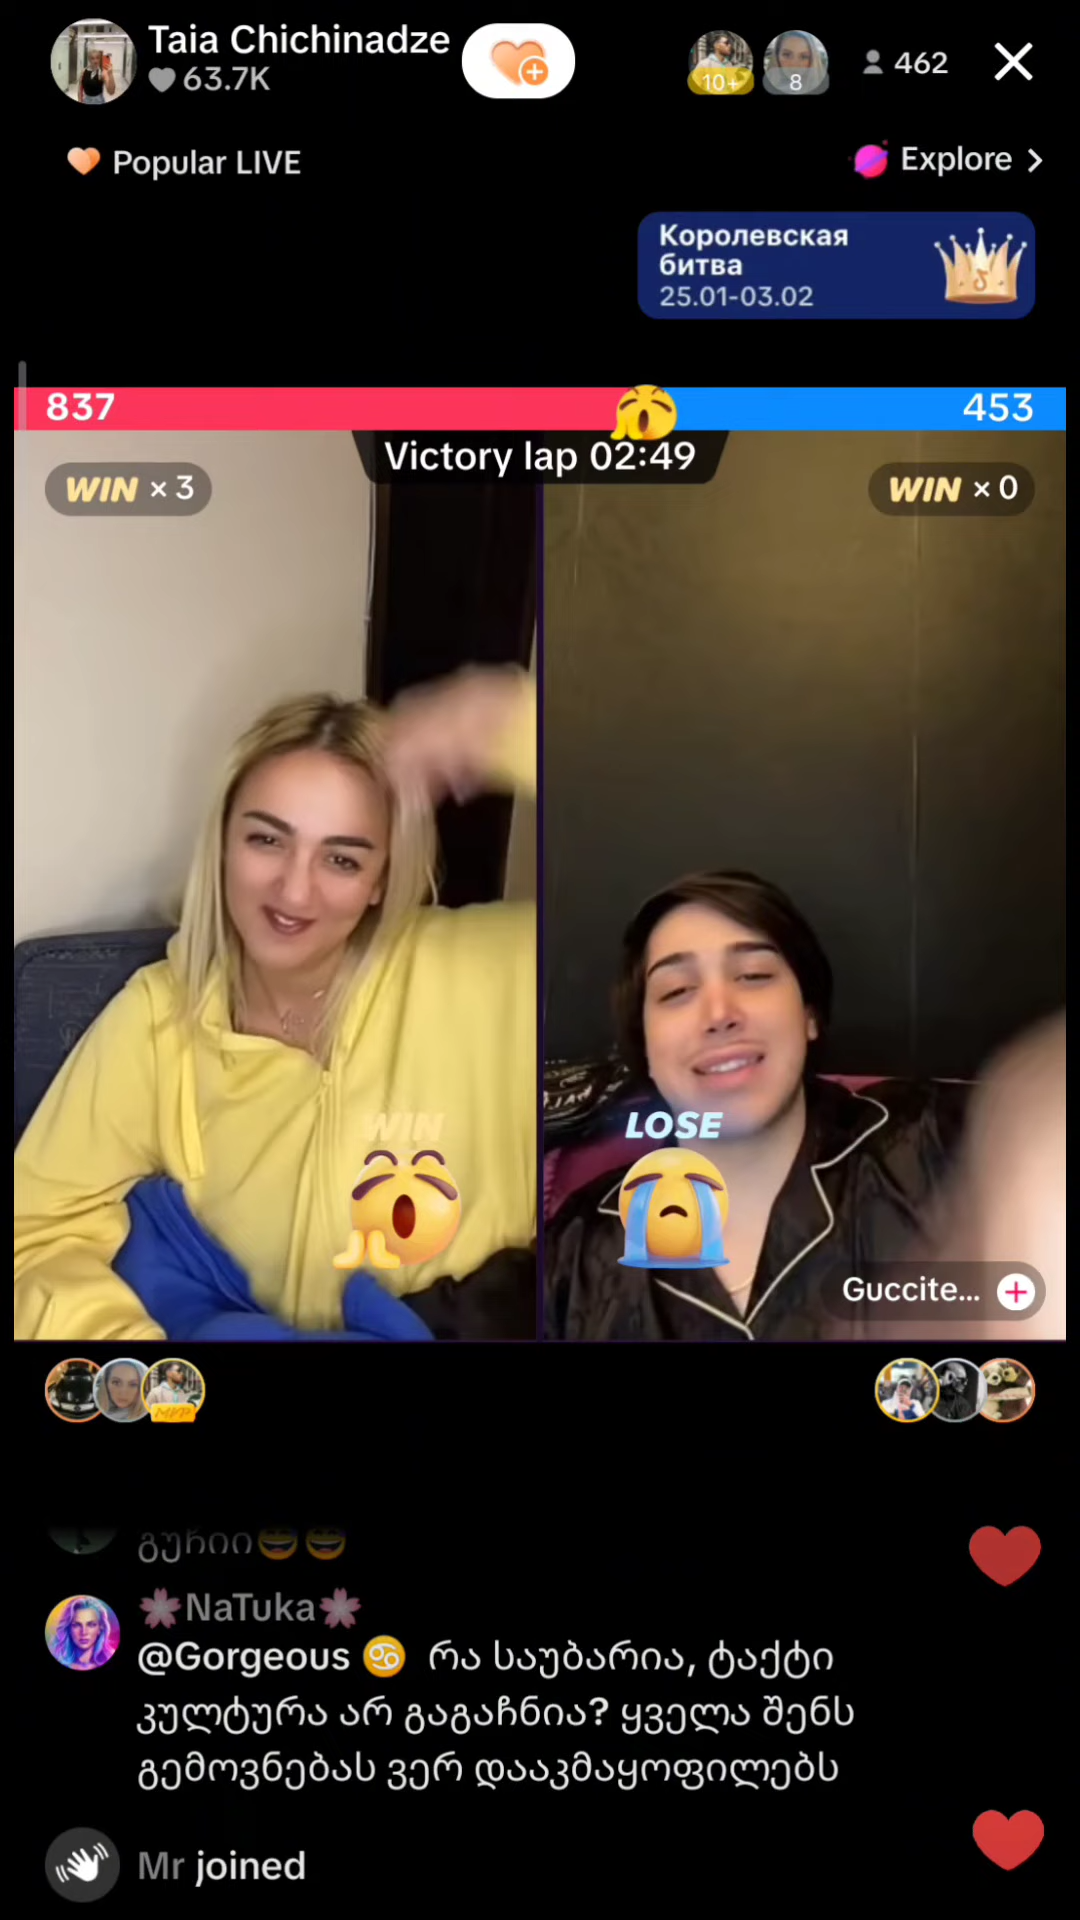 Taia Chichinadze
63.7K
10+
8
462
Popular LIVE
Explore
Королевская
битва
25.01-03.02
837
453
Victory lap 02:49
WIN × 3
WIN × 0
WIN
LOSE
Guccite...
MVP
გუჩიი😅😅
🌸NaTuka🌸
@Gorgeous ♋ რა საუბარია, ტაქტი
კულტურა არ გაგაჩნია? ყველა შენს
გემოვნებას ვერ დააკმაყოფილებს
Mr joined